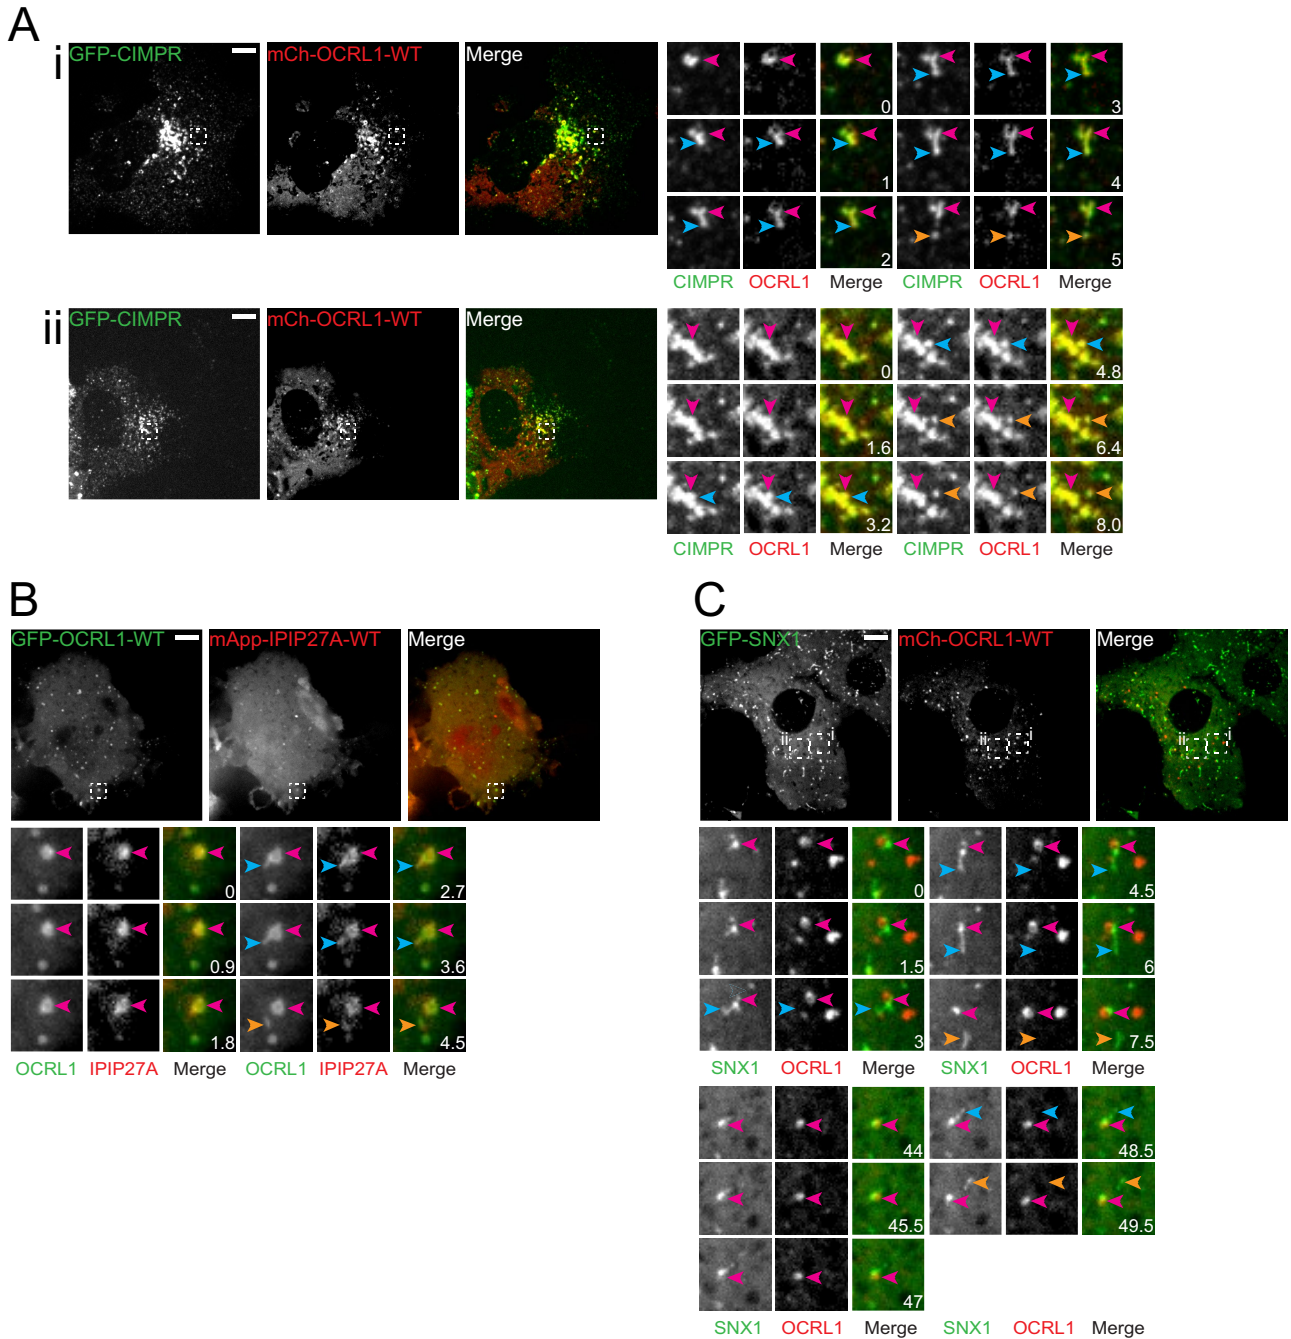 A
i
GFP-CIMPR mCh-OCRL1-WT Merge
0 3
1 4
2 5
CIMPR OCRL1 Merge CIMPR OCRL1 Merge
ii
GFP-CIMPR mCh-OCRL1-WT Merge
0 4.8
1.6 6.4
3.2 8.0
CIMPR OCRL1 Merge CIMPR OCRL1 Merge
B
GFP-OCRL1-WT mApp-IPIP27A-WT Merge
0 2.7
0.9 3.6
1.8 4.5
OCRL1 IPIP27A Merge OCRL1 IPIP27A Merge
C
GFP-SNX1 mCh-OCRL1-WT Merge
ii i ii i ii i
0 4.5
1.5 6
3 7.5
SNX1 OCRL1 Merge SNX1 OCRL1 Merge
44 48.5
45.5 49.5
47
SNX1 OCRL1 Merge SNX1 OCRL1 Merge